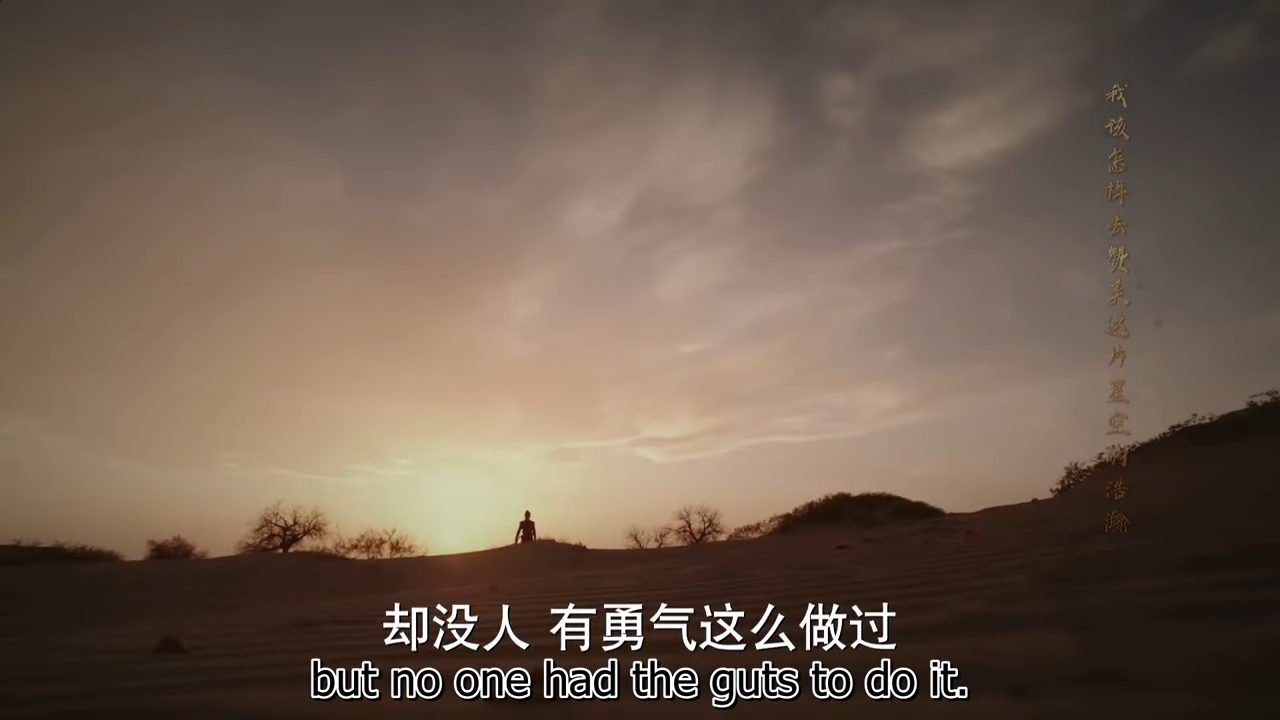 我该怎样去赞美这片星空的浩瀚
却没人 有勇气这么做过
but no one had the guts to do it.